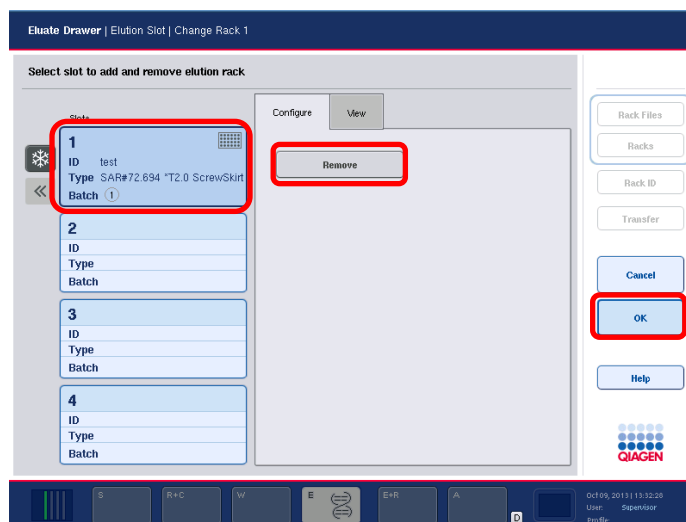 Eluate Drawer | Elution Slot | Change Rack 1
Select slot to add and remove elution rack
Slots
1
ID test
Type SAR#72.694 *T2.0 ScrewSkirt
Batch 1
2
ID
Type
Batch
3
ID
Type
Batch
4
ID
Type
Batch
Configure View
Remove
Rack Files
Racks
Rack ID
Transfer
Cancel
OK
Help
QIAGEN
S R+C W E E+R A D
Oct 09, 2013 | 13:32:28
User: Supervisor
Profile: